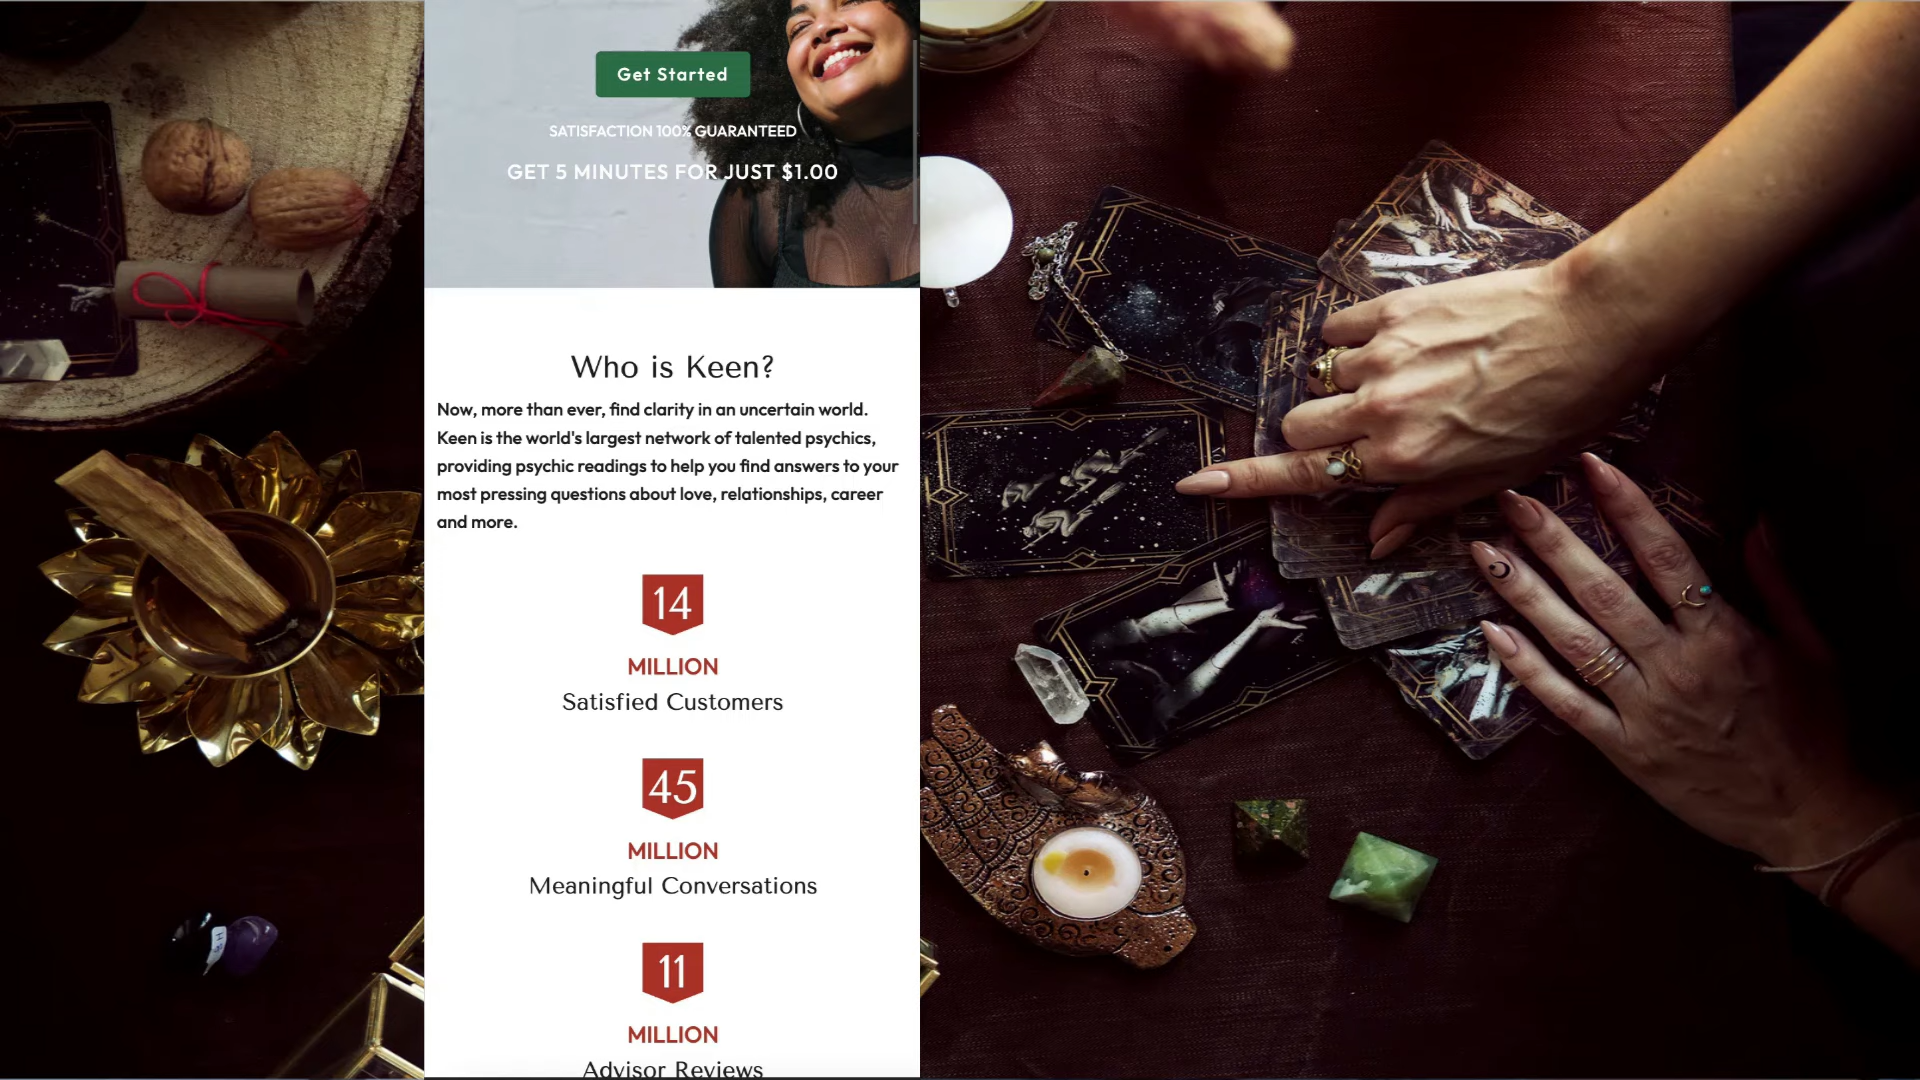 Get Started
SATISFACTION 100% GUARANTEED
GET 5 MINUTES FOR JUST $1.00
Who is Keen?
Now, more than ever, find clarity in an uncertain world.
Keen is the world's largest network of talented psychics,
providing psychic readings to help you find answers to your
most pressing questions about love, relationships, career
and more.
14
MILLION
Satisfied Customers
45
MILLION
Meaningful Conversations
11
MILLION
Advisor Reviews